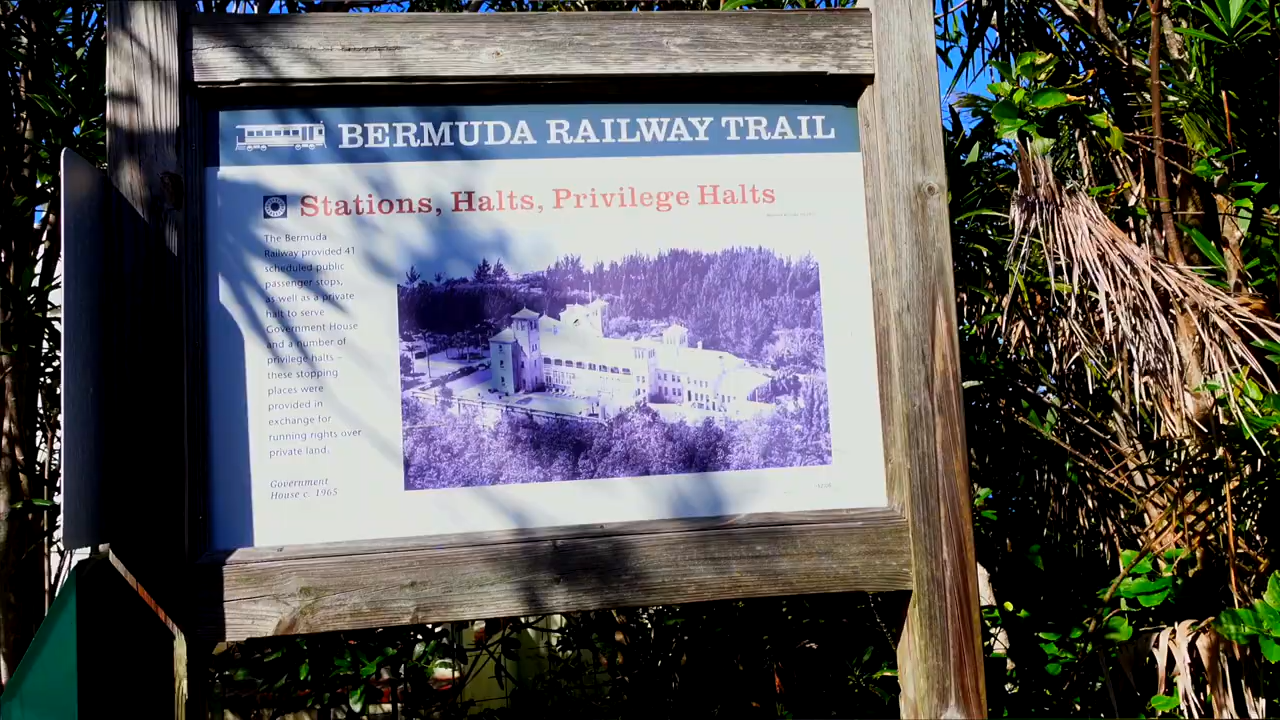 BERMUDA RAILWAY TRAIL
Stations, Halts, Privilege Halts
The Bermuda
Railway provided 41
scheduled public
passenger stops,
as well as a private
halt to serve
Government House
and a number of
privilege halts –
these stopping
places were
provided in
exchange for
running rights over
private land.
Government
House c. 1965